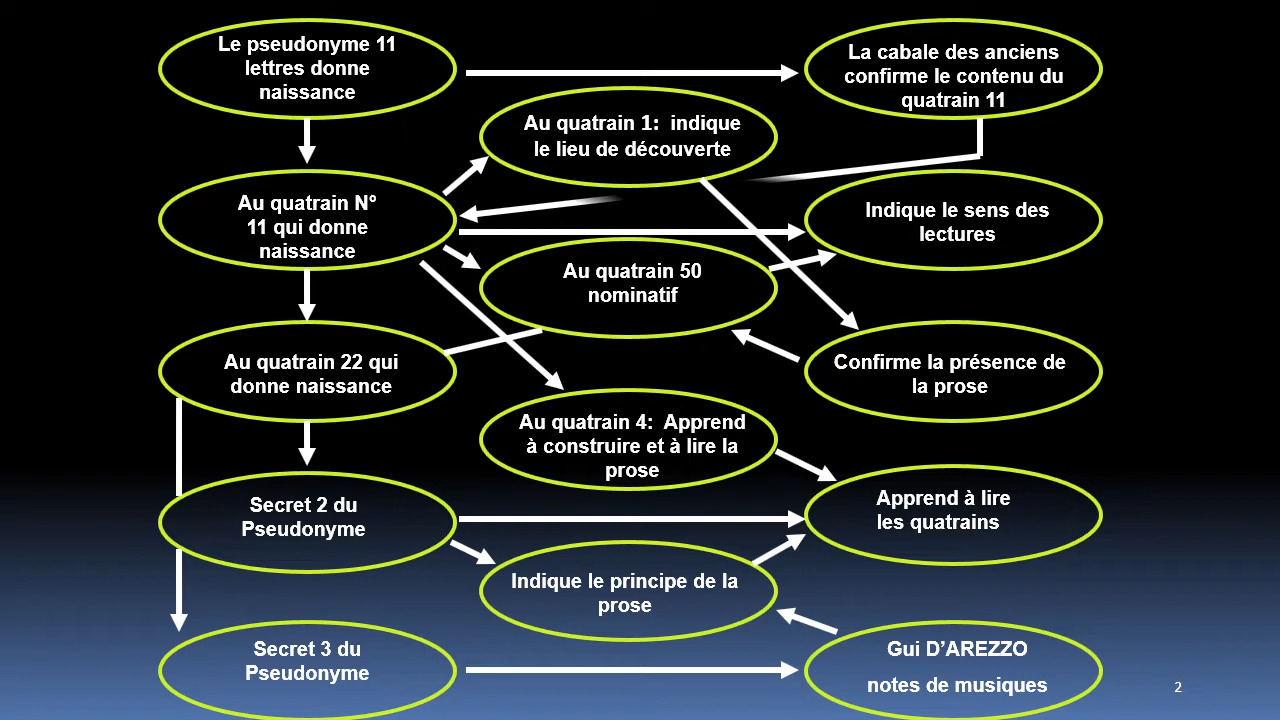 Le pseudonyme 11
lettres donne
naissance
La cabale des anciens
confirme le contenu du
quatrain 11
Au quatrain 1:  indique
le lieu de découverte
Au quatrain N°
11 qui donne
naissance
Indique le sens des
lectures
Au quatrain 50
nominatif
Au quatrain 22 qui
donne naissance
Confirme la présence de
la prose
Au quatrain 4:  Apprend
à construire et à lire la
prose
Secret 2 du
Pseudonyme
Apprend à lire
les quatrains
Indique le principe de la
prose
Secret 3 du
Pseudonyme
Gui D’AREZZO
notes de musiques
2